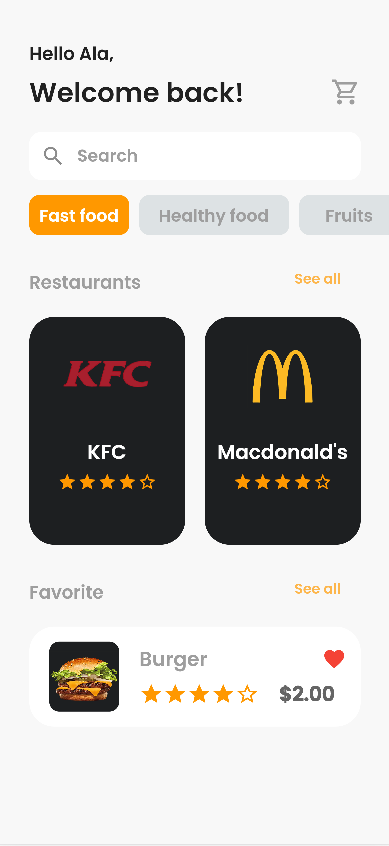 Hello Ala,
Welcome back!
Search
Fast food
Healthy food
Fruits
Restaurants
See all
KFC
KFC
Macdonald's
Favorite
See all
Burger
$2.00